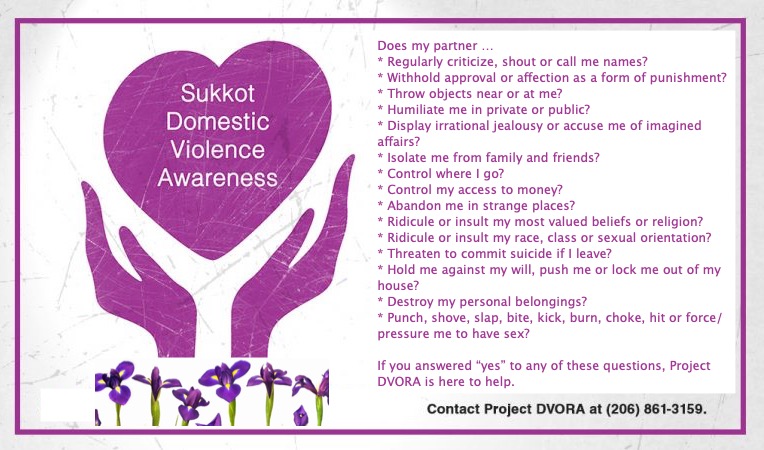 Sukkot
Domestic
Violence
Awareness
Does my partner …
* Regularly criticize, shout or call me names?
* Withhold approval or affection as a form of punishment?
* Throw objects near or at me?
* Humiliate me in private or public?
* Display irrational jealousy or accuse me of imagined
affairs?
* Isolate me from family and friends?
* Control where I go?
* Control my access to money?
* Abandon me in strange places?
* Ridicule or insult my most valued beliefs or religion?
* Ridicule or insult my race, class or sexual orientation?
* Threaten to commit suicide if I leave?
* Hold me against my will, push me or lock me out of my
house?
* Destroy my personal belongings?
* Punch, shove, slap, bite, kick, burn, choke, hit or force/
pressure me to have sex?
If you answered “yes” to any of these questions, Project
DVORA is here to help.
Contact Project DVORA at (206) 861-3159.